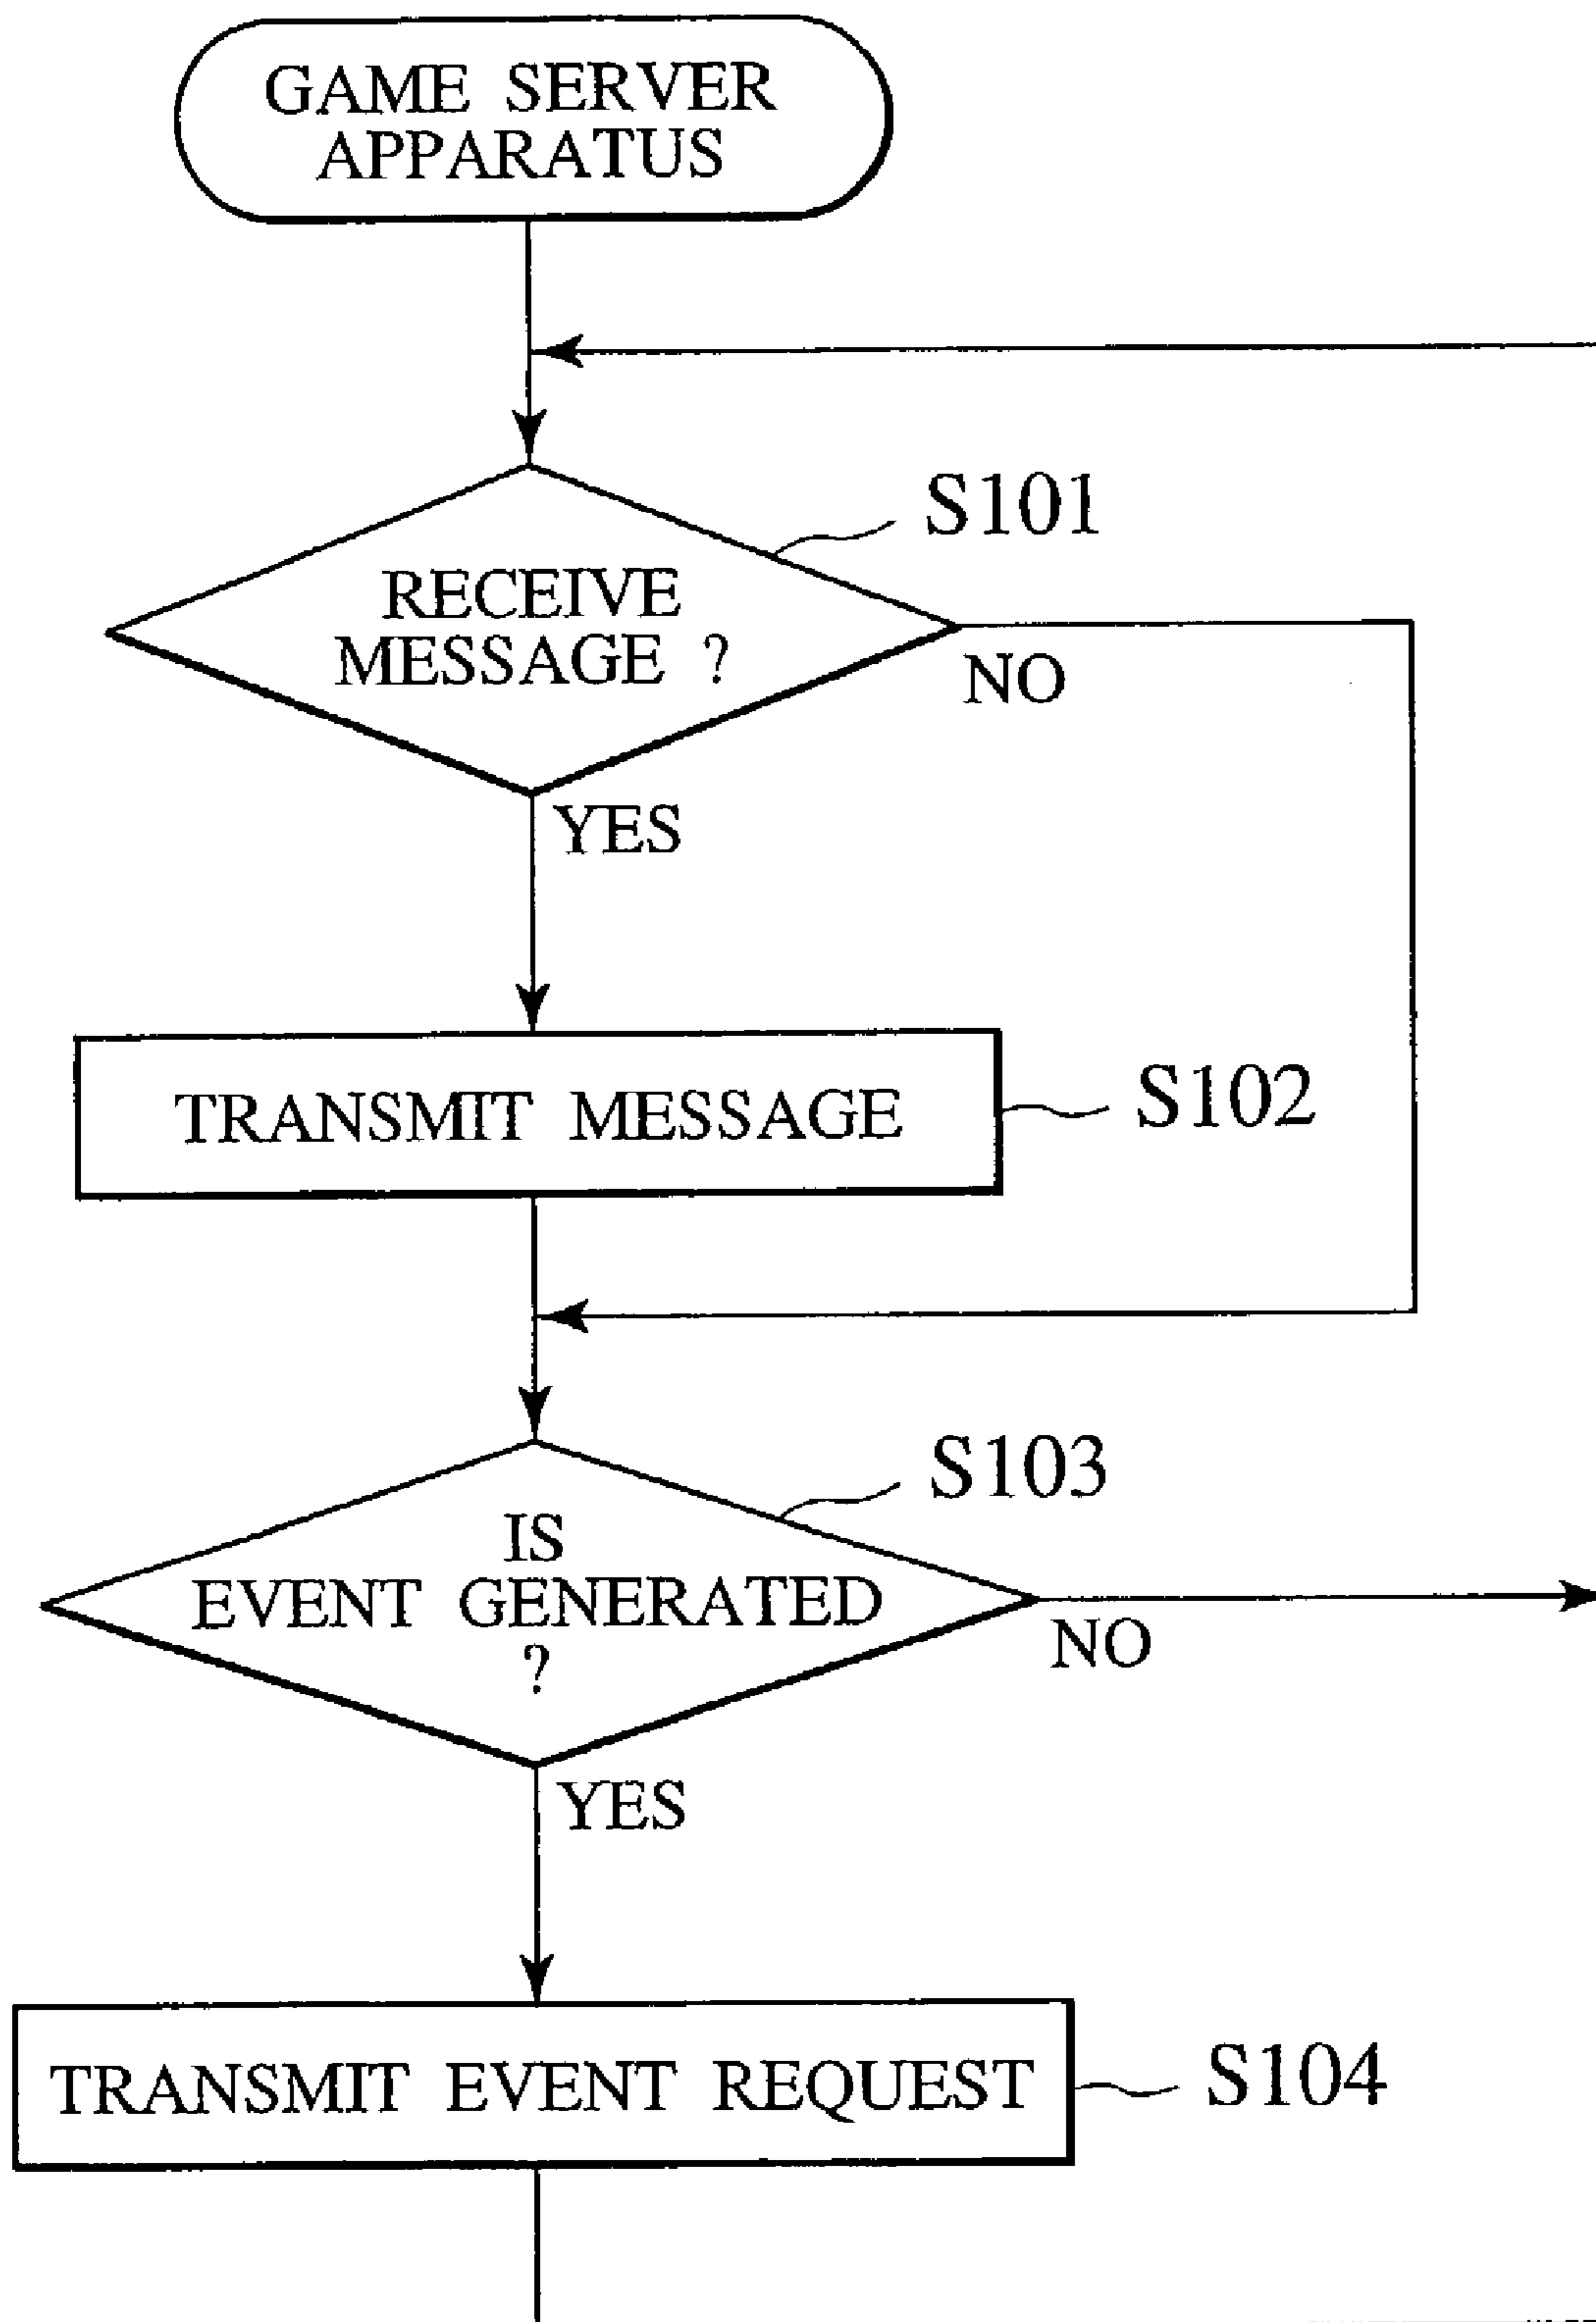 GAME SERVER
APPARATUS
S101
RECEIVE
MESSAGE ?
NO
YES
TRANSMIT MESSAGE
S102
S103
IS
EVENT GENERATED
?
NO
YES
TRANSMIT EVENT REQUEST
S104